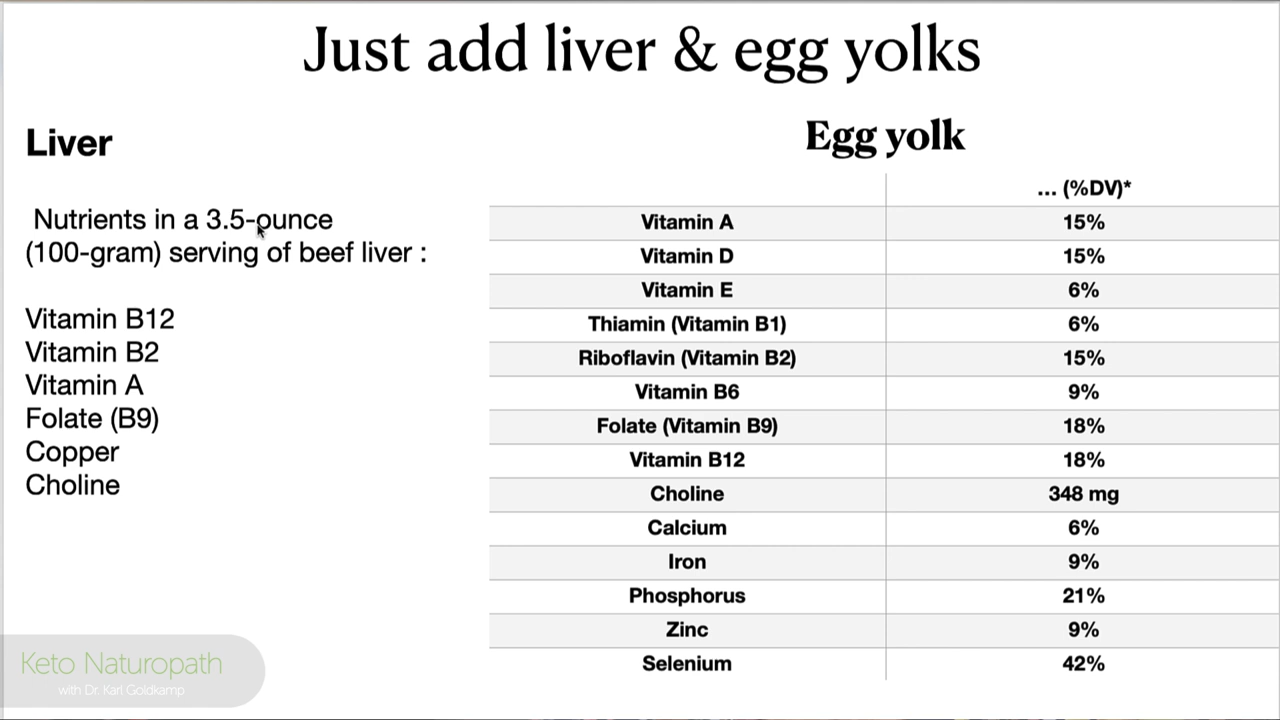 Just add liver & egg yolks
Liver
Nutrients in a 3.5-ounce
(100-gram) serving of beef liver :
Vitamin B12
Vitamin B2
Vitamin A
Folate (B9)
Copper
Choline
Egg yolk
... (%DV)*
Vitamin A 15%
Vitamin D 15%
Vitamin E 6%
Thiamin (Vitamin B1) 6%
Riboflavin (Vitamin B2) 15%
Vitamin B6 9%
Folate (Vitamin B9) 18%
Vitamin B12 18%
Choline 348 mg
Calcium 6%
Iron 9%
Phosphorus 21%
Zinc 9%
Selenium 42%
Keto Naturopath
with Dr. Karl Goldkamp